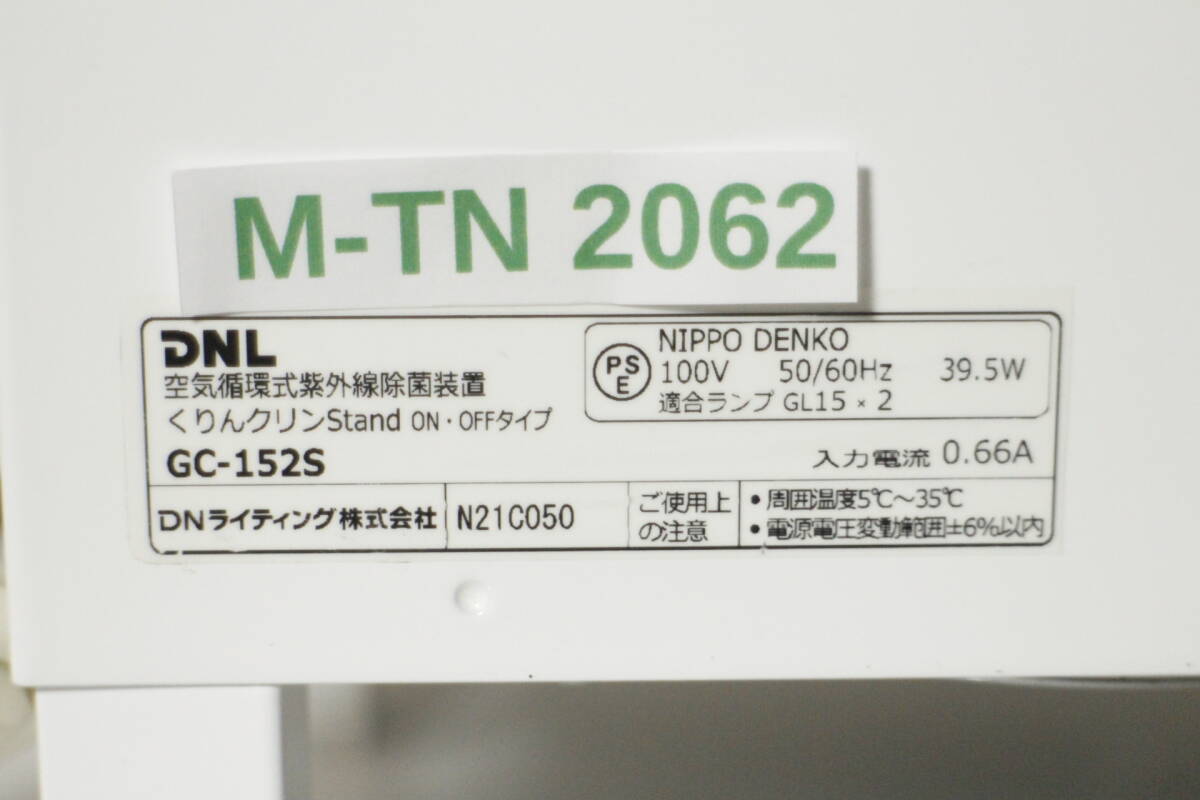 M-TN 2062
DNL
空気循環式紫外線除菌装置
くりんクリンStand ON・OFFタイプ
GC-152S
PS
E
NIPPO DENKO
100V 50/60Hz 39.5W
適合ランプ GL15 × 2
入力電流 0.66A
DNライティング株式会社
N21C050
ご使用上
の注意
・周囲温度5℃～35℃
・電源電圧変動範囲±6%以内